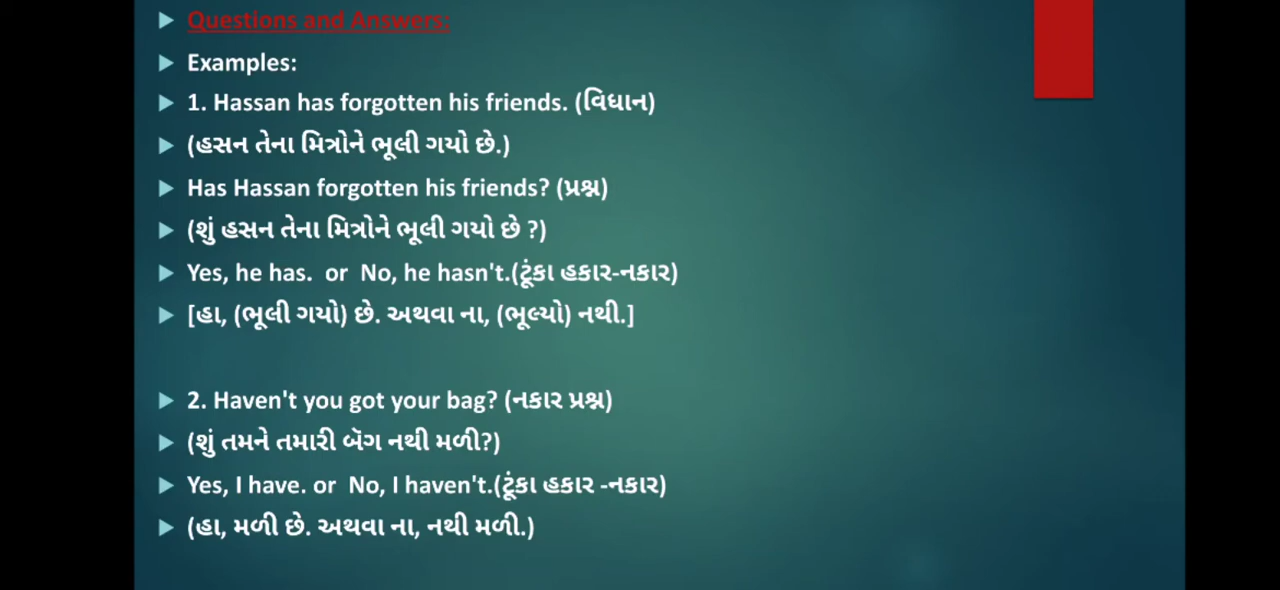 Questions and Answers:
Examples:
1. Hassan has forgotten his friends. (વિધાન)
(હસન તેના મિત્રોને ભૂલી ગયો છે.)
Has Hassan forgotten his friends? (પ્રશ્ન)
(શું હસન તેના મિત્રોને ભૂલી ગયો છે ?)
Yes, he has. or No, he hasn't.(ટૂંકા હકાર-નકાર)
[હા, (ભૂલી ગયો) છે. અથવા ના, (ભૂલ્યો) નથી.]
2. Haven't you got your bag? (નકાર પ્રશ્ન)
(શું તમને તમારી બૅગ નથી મળી?)
Yes, I have. or No, I haven't.(ટૂંકા હકાર -નકાર)
(હા, મળી છે. અથવા ના, નથી મળી.)